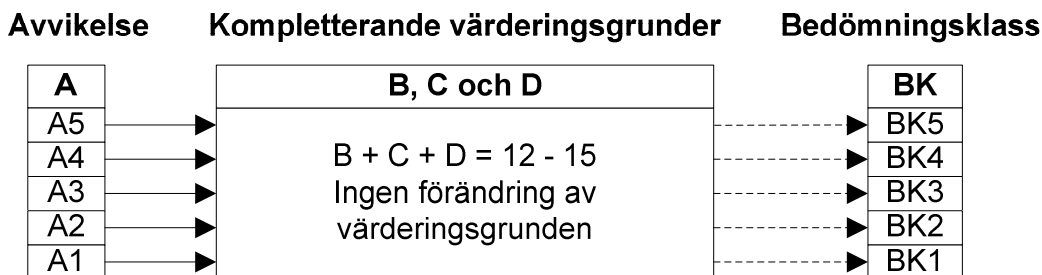 Avvikelse Kompletterande värderingsgrunder Bedömningsklass
A B, C och D BK
A5 BK5
A4 B + C + D = 12 - 15 BK4
A3 Ingen förändring av BK3
A2 värderingsgrunden BK2
A1 BK1